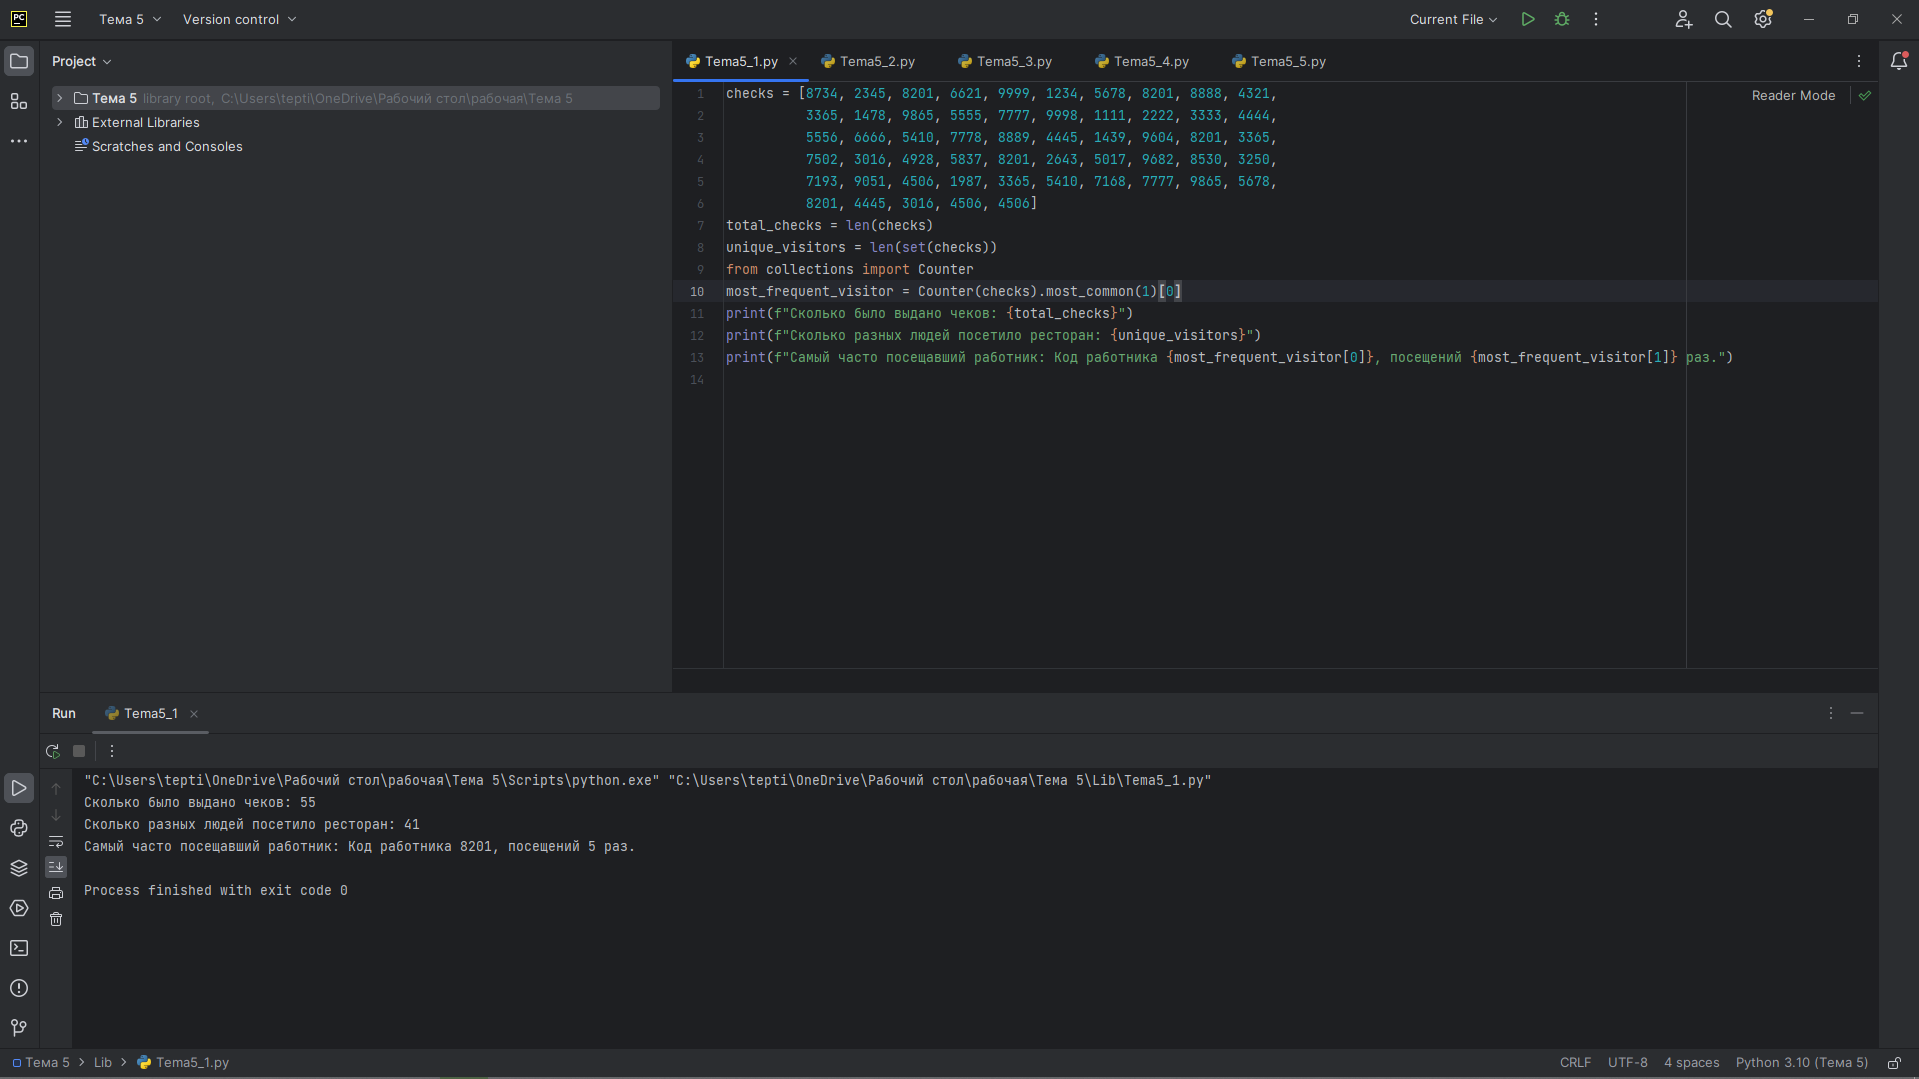 PC Тема 5 Version control Current File
Project
Тема 5 library root, C:\Users\tepti\OneDrive\Рабочий стол\рабочая\Тема 5
External Libraries
Scratches and Consoles
Tema5_1.py Tema5_2.py Tema5_3.py Tema5_4.py Tema5_5.py
Reader Mode
1 checks = [8734, 2345, 8201, 6621, 9999, 1234, 5678, 8201, 8888, 4321,
2 3365, 1478, 9865, 5555, 7777, 9998, 1111, 2222, 3333, 4444,
3 5556, 6666, 5410, 7778, 8889, 4445, 1439, 9604, 8201, 3365,
4 7502, 3016, 4928, 5837, 8201, 2643, 5017, 9682, 8530, 3250,
5 7193, 9051, 4506, 1987, 3365, 5410, 7168, 7777, 9865, 5678,
6 8201, 4445, 3016, 4506, 4506]
7 total_checks = len(checks)
8 unique_visitors = len(set(checks))
9 from collections import Counter
10 most_frequent_visitor = Counter(checks).most_common(1)[0]
11 print(f"Сколько было выдано чеков: {total_checks}")
12 print(f"Сколько разных людей посетило ресторан: {unique_visitors}")
13 print(f"Самый часто посещавший работник: Код работника {most_frequent_visitor[0]}, посещений {most_frequent_visitor[1]} раз.")
14
Run Tema5_1
"C:\Users\tepti\OneDrive\Рабочий стол\рабочая\Тема 5\Scripts\python.exe" "C:\Users\tepti\OneDrive\Рабочий стол\рабочая\Тема 5\Lib\Tema5_1.py"
Сколько было выдано чеков: 55
Сколько разных людей посетило ресторан: 41
Самый часто посещавший работник: Код работника 8201, посещений 5 раз.
Process finished with exit code 0
Тема 5 > Lib > Tema5_1.py CRLF UTF-8 4 spaces Python 3.10 (Тема 5)